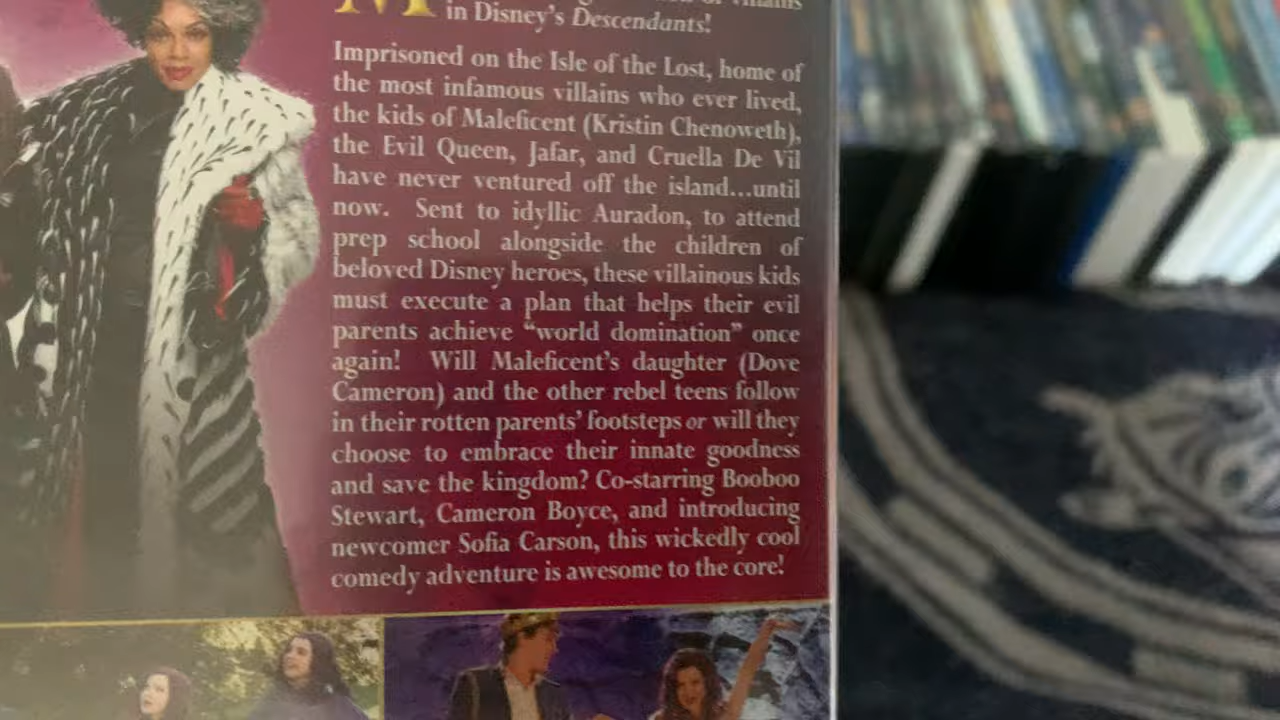 M
in Disney's Descendants!
Imprisoned on the Isle of the Lost, home of
the most infamous villains who ever lived,
the kids of Maleficent (Kristin Chenoweth),
the Evil Queen, Jafar, and Cruella De Vil
have never ventured off the island...until
now. Sent to idyllic Auradon, to attend
prep school alongside the children of
beloved Disney heroes, these villainous kids
must execute a plan that helps their evil
parents achieve "world domination" once
again! Will Maleficent's daughter (Dove
Cameron) and the other rebel teens follow
in their rotten parents' footsteps or will they
choose to embrace their innate goodness
and save the kingdom? Co-starring Booboo
Stewart, Cameron Boyce, and introducing
newcomer Sofia Carson, this wickedly cool
comedy adventure is awesome to the core!